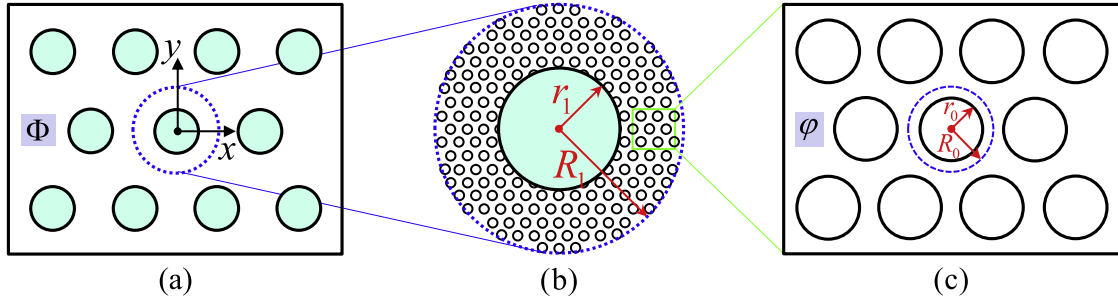 y
Φ
x
(a)
r₁
R₁
(b)
φ
r₀
R₀
(c)